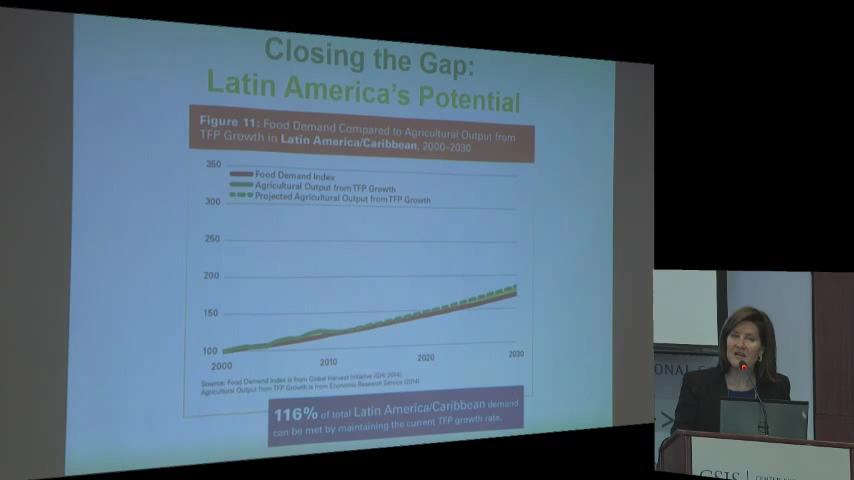 Closing the Gap:
Latin America's Potential
Figure 11: Food Demand Compared to Agricultural Output from
TFP Growth in Latin America/Caribbean, 2000–2030
350
300
250
200
150
100
Food Demand Index
Agricultural Output from TFP Growth
Projected Agricultural Output from TFP Growth
2000
2010
2020
2030
Source: Food Demand Index is from Global Harvest Initiative (GHI 2014);
Agricultural Output from TFP Growth is from Economic Research Service (2014)
116% of total Latin America/Caribbean demand
can be met by maintaining the current TFP growth rate.
ONAL
CSIS